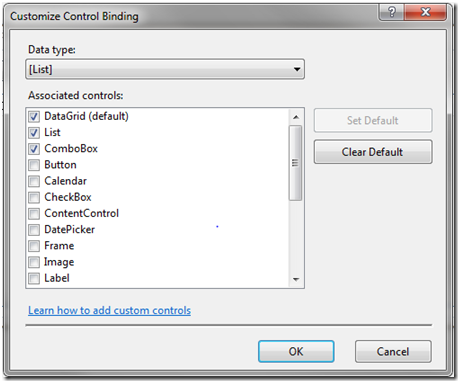 Customize Control Binding
Data type:
[List]
Associated controls:
DataGrid (default)
List
ComboBox
Button
Calendar
CheckBox
ContentControl
DatePicker
Frame
Image
Label
Set Default
Clear Default
Learn how to add custom controls
OK
Cancel